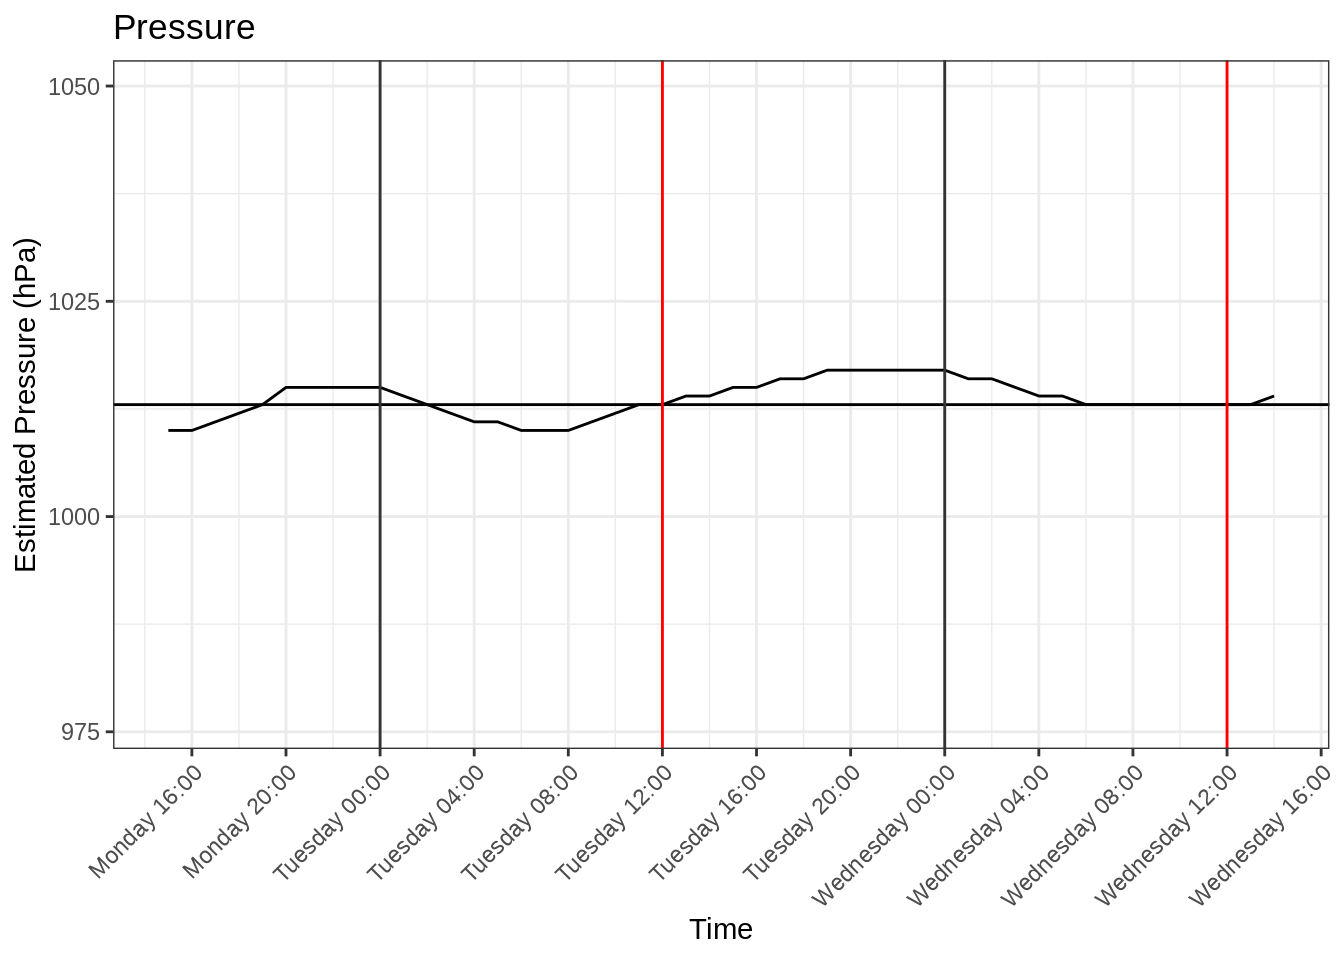 Pressure
Estimated Pressure (hPa)
1050
1025
1000
975
Monday 16:00
Monday 20:00
Tuesday 00:00
Tuesday 04:00
Tuesday 08:00
Tuesday 12:00
Tuesday 16:00
Tuesday 20:00
Wednesday 00:00
Wednesday 04:00
Wednesday 08:00
Wednesday 12:00
Wednesday 16:00
Time